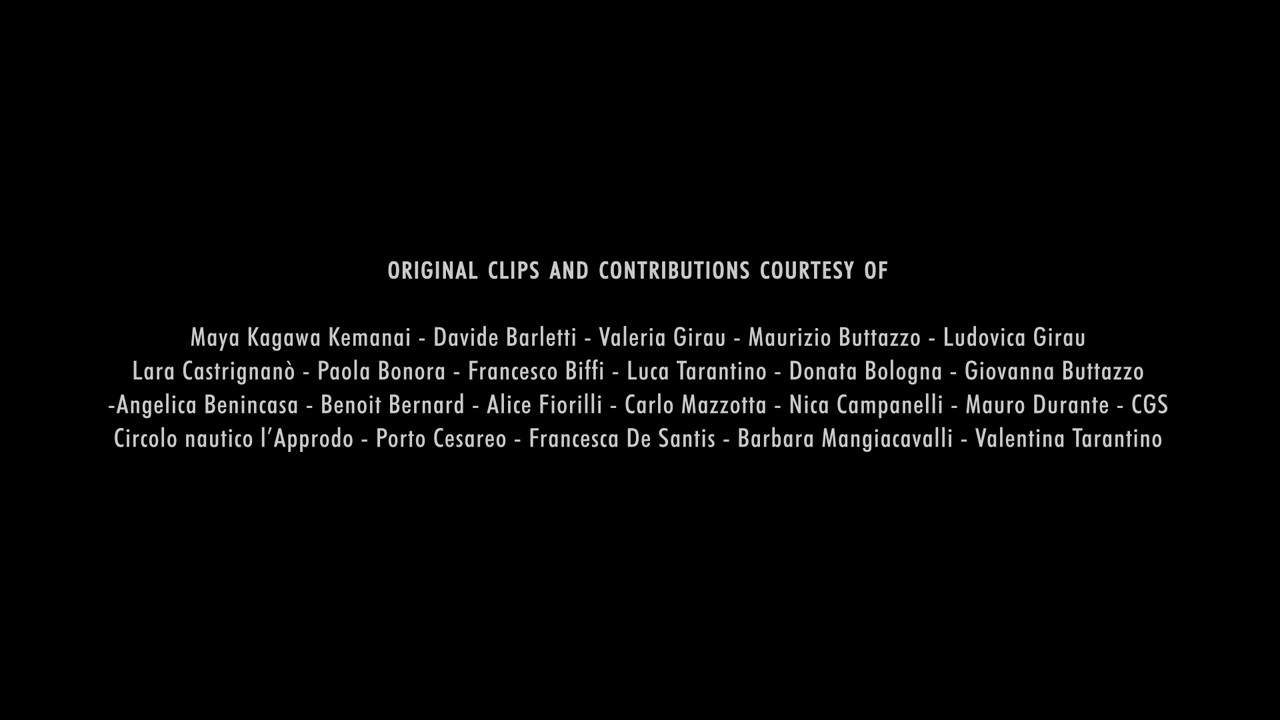 ORIGINAL CLIPS AND CONTRIBUTIONS COURTESY OF
Maya Kagawa Kemanai - Davide Barletti - Valeria Girau - Maurizio Buttazzo - Ludovica Girau
Lara Castrignanò - Paola Bonora - Francesco Biffi - Luca Tarantino - Donata Bologna - Giovanna Buttazzo
-Angelica Benincasa - Benoit Bernard - Alice Fiorilli - Carlo Mazzotta - Nica Campanelli - Mauro Durante - CGS
Circolo nautico l’Approdo - Porto Cesareo - Francesca De Santis - Barbara Mangiacavalli - Valentina Tarantino